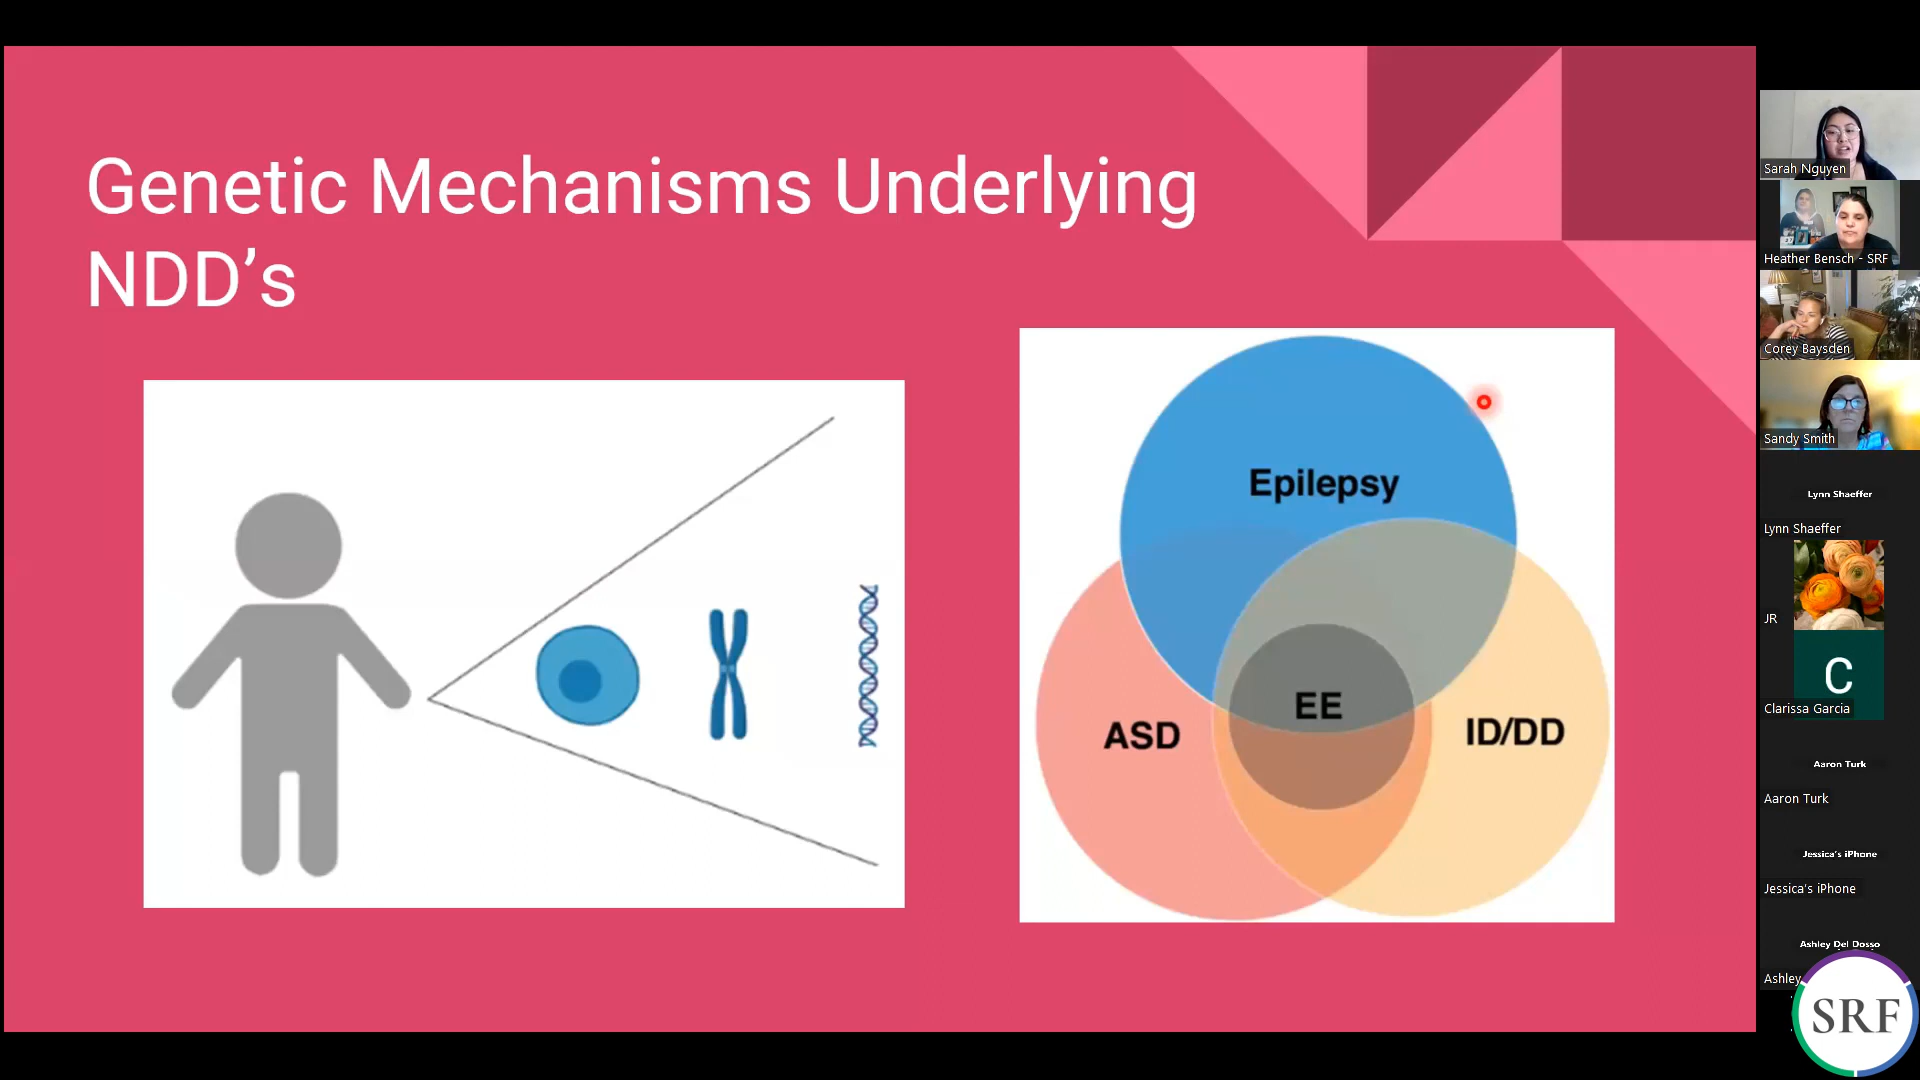 Genetic Mechanisms Underlying
NDD’s
Epilepsy
EE
ASD
ID/DD
Sarah Nguyen
Heather Bensch - SRF
Corey Baysden
Sandy Smith
Lynn Shaeffer
Lynn Shaeffer
JR
C
Clarissa Garcia
Aaron Turk
Aaron Turk
Jessica's iPhone
Jessica's iPhone
Ashley Del Dosso
Ashley
SRF